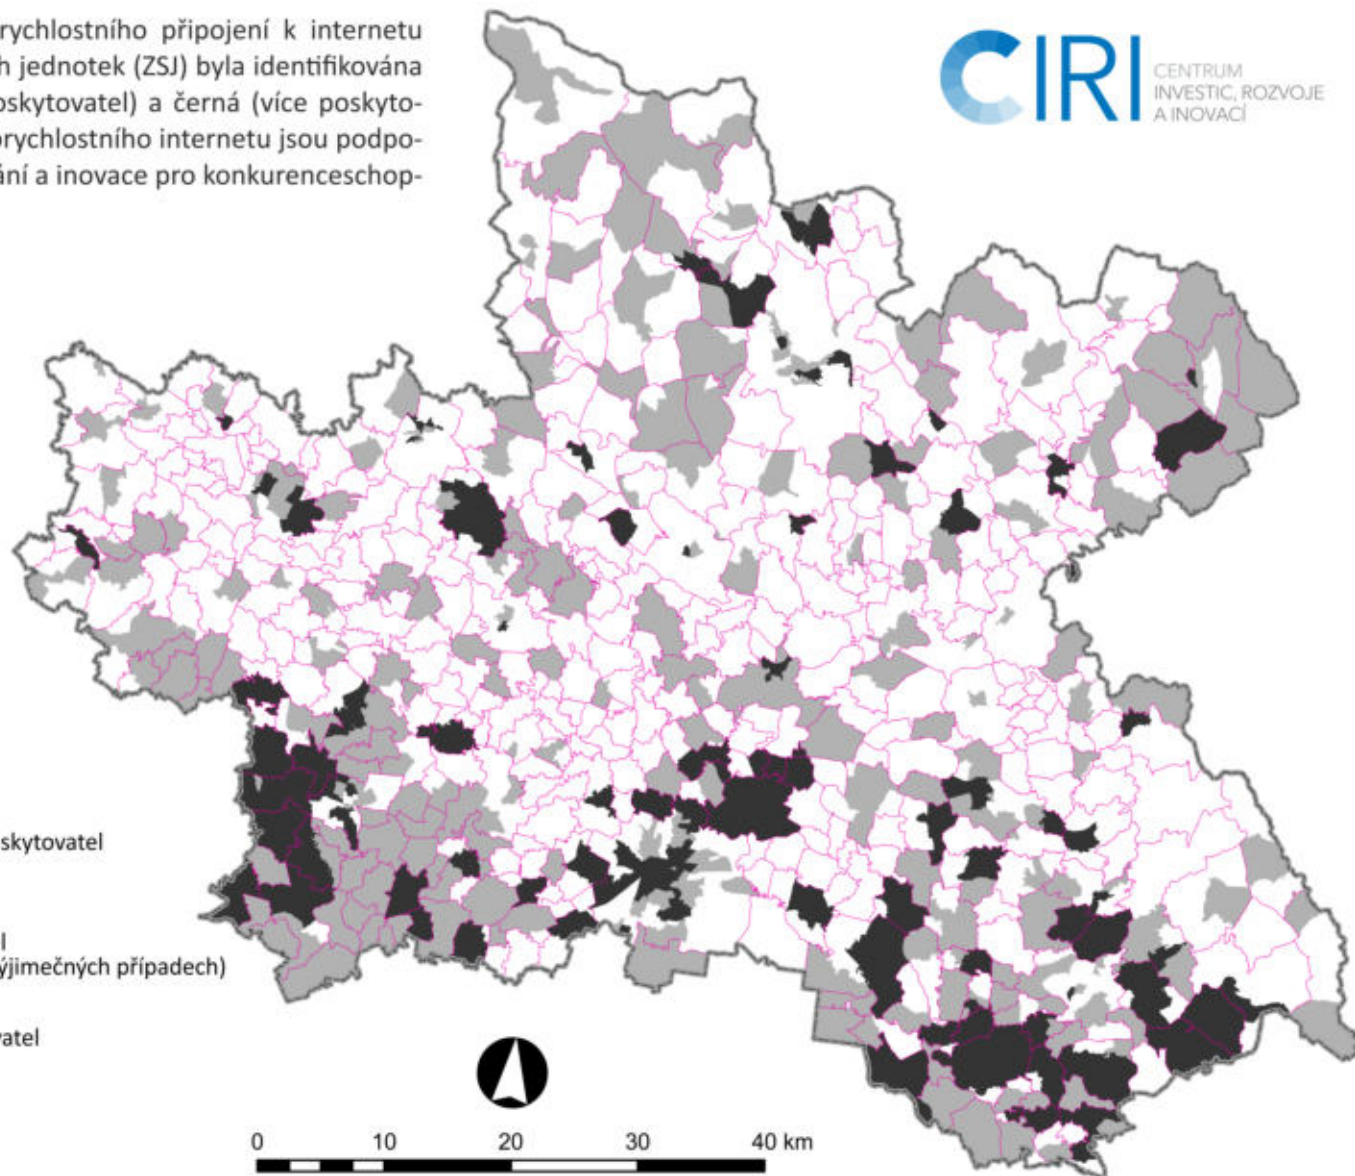 rychlostního připojení k internetu
h jednotek (ZSJ) byla identifikována
oskytovatel) a černá (více poskyto-
orychlostního internetu jsou podpo-
ání a inovace pro konkurenceschop-
CIRI
CENTRUM
INVESTIC, ROZVOJE
A INOVACÍ
skytovatel
l
ýjimečných případech)
vatel
0 10 20 30 40 km